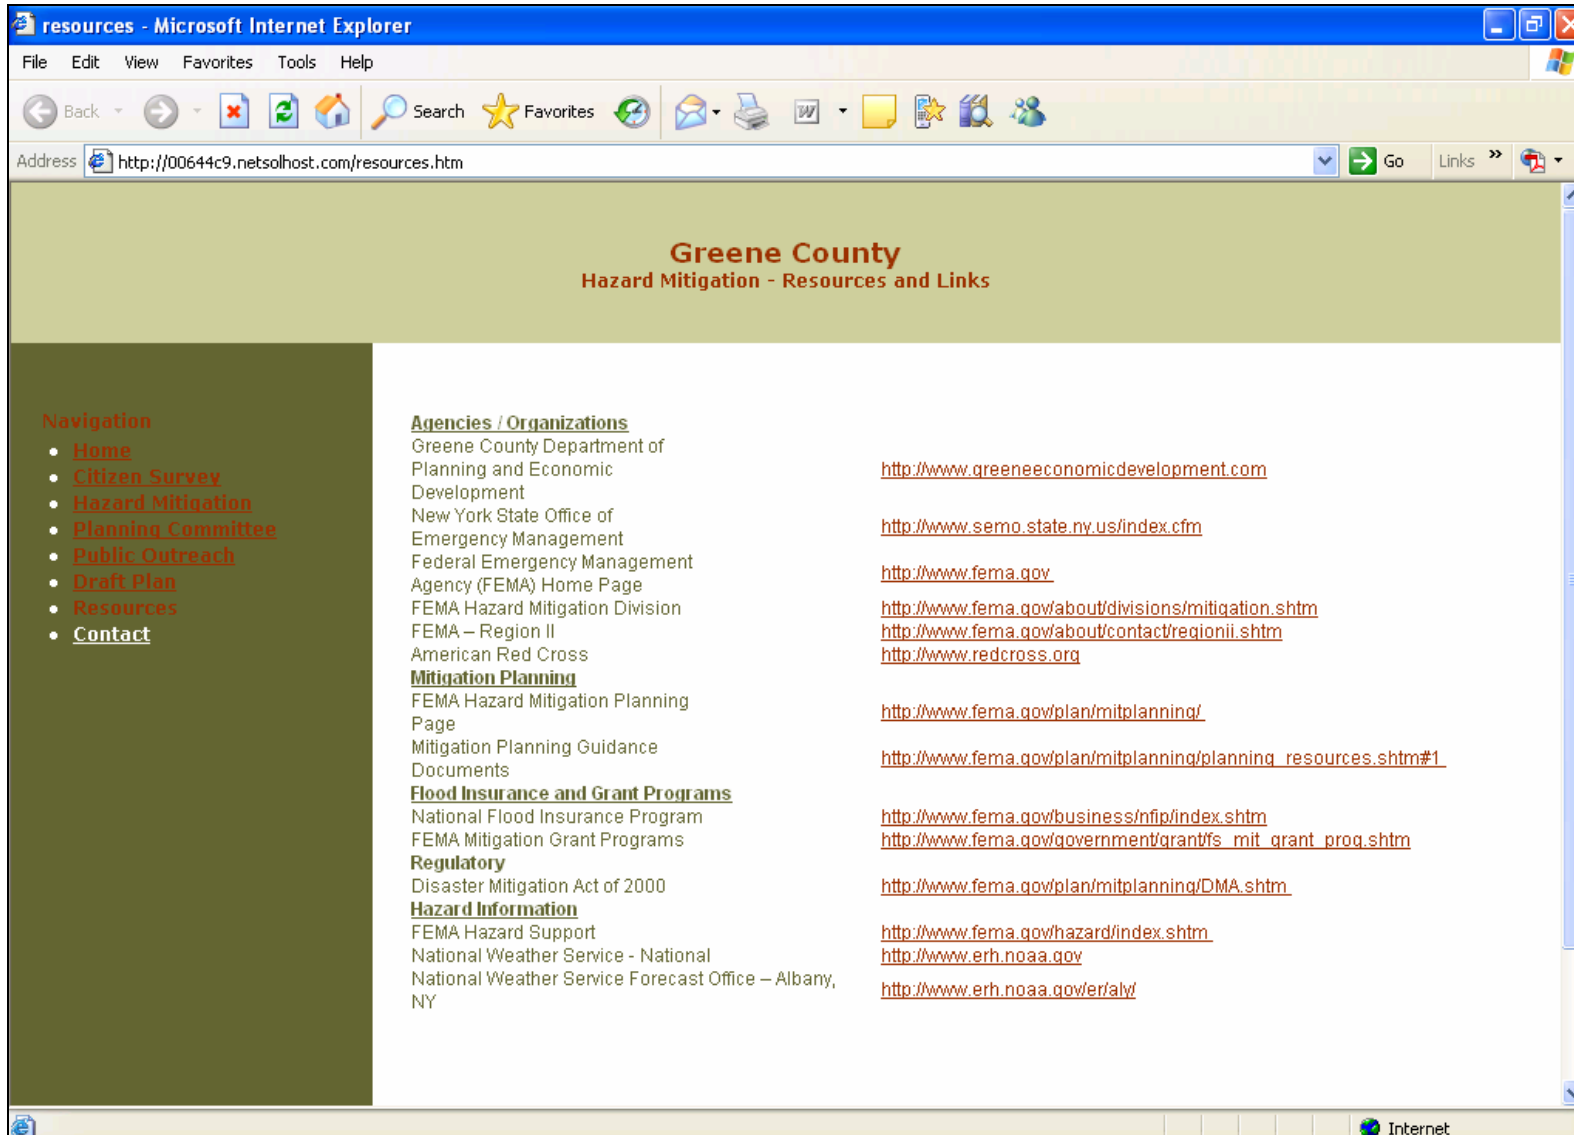 resources - Microsoft Internet Explorer
File Edit View Favorites Tools Help
Back Search Favorites
Address http://00644c9.netsolhost.com/resources.htm Go Links »
Greene County
Hazard Mitigation - Resources and Links
Navigation
Home
Citizen Survey
Hazard Mitigation
Planning Committee
Public Outreach
Draft Plan
Resources
Contact
Agencies / Organizations
Greene County Department of
Planning and Economic
Development
http://www.greeneeconomicdevelopment.com
New York State Office of
Emergency Management
http://www.semo.state.ny.us/index.cfm
Federal Emergency Management
Agency (FEMA) Home Page
http://www.fema.gov
FEMA Hazard Mitigation Division http://www.fema.gov/about/divisions/mitigation.shtm
FEMA – Region II http://www.fema.gov/about/contact/regionii.shtm
American Red Cross http://www.redcross.org
Mitigation Planning
FEMA Hazard Mitigation Planning
Page
http://www.fema.gov/plan/mitplanning/
Mitigation Planning Guidance
Documents
http://www.fema.gov/plan/mitplanning/planning_resources.shtm#1
Flood Insurance and Grant Programs
National Flood Insurance Program http://www.fema.gov/business/nfip/index.shtm
FEMA Mitigation Grant Programs http://www.fema.gov/government/grant/fs_mit_grant_prog.shtm
Regulatory
Disaster Mitigation Act of 2000 http://www.fema.gov/plan/mitplanning/DMA.shtm
Hazard Information
FEMA Hazard Support http://www.fema.gov/hazard/index.shtm
National Weather Service - National http://www.erh.noaa.gov
National Weather Service Forecast Office – Albany,
NY
http://www.erh.noaa.gov/er/aly/
Internet